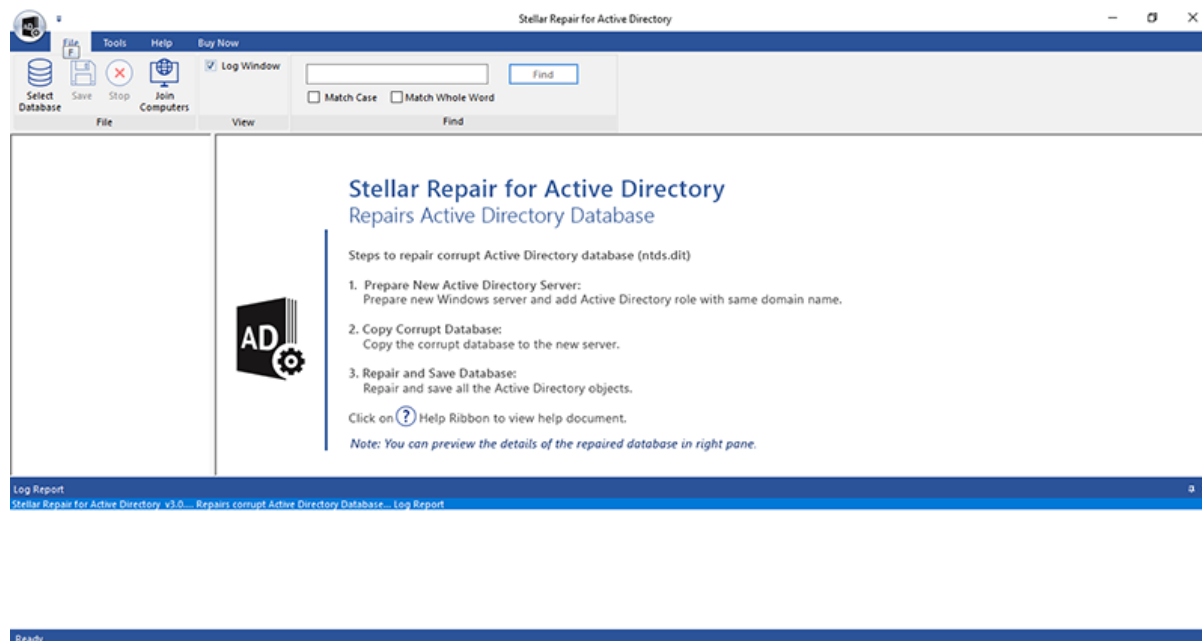 Stellar Repair for Active Directory
File Tools Help Buy Now
F
Select Database
Save
Stop
Join Computers
Log Window
Find
Match Case Match Whole Word
File View Find
Stellar Repair for Active Directory
Repairs Active Directory Database
Steps to repair corrupt Active Directory database (ntds.dit)
1. Prepare New Active Directory Server:
Prepare new Windows server and add Active Directory role with same domain name.
2. Copy Corrupt Database:
Copy the corrupt database to the new server.
3. Repair and Save Database:
Repair and save all the Active Directory objects.
Click on ? Help Ribbon to view help document.
Note: You can preview the details of the repaired database in right pane.
AD
Log Report
Stellar Repair for Active Directory v3.0.... Repairs corrupt Active Directory Database... Log Report
Ready